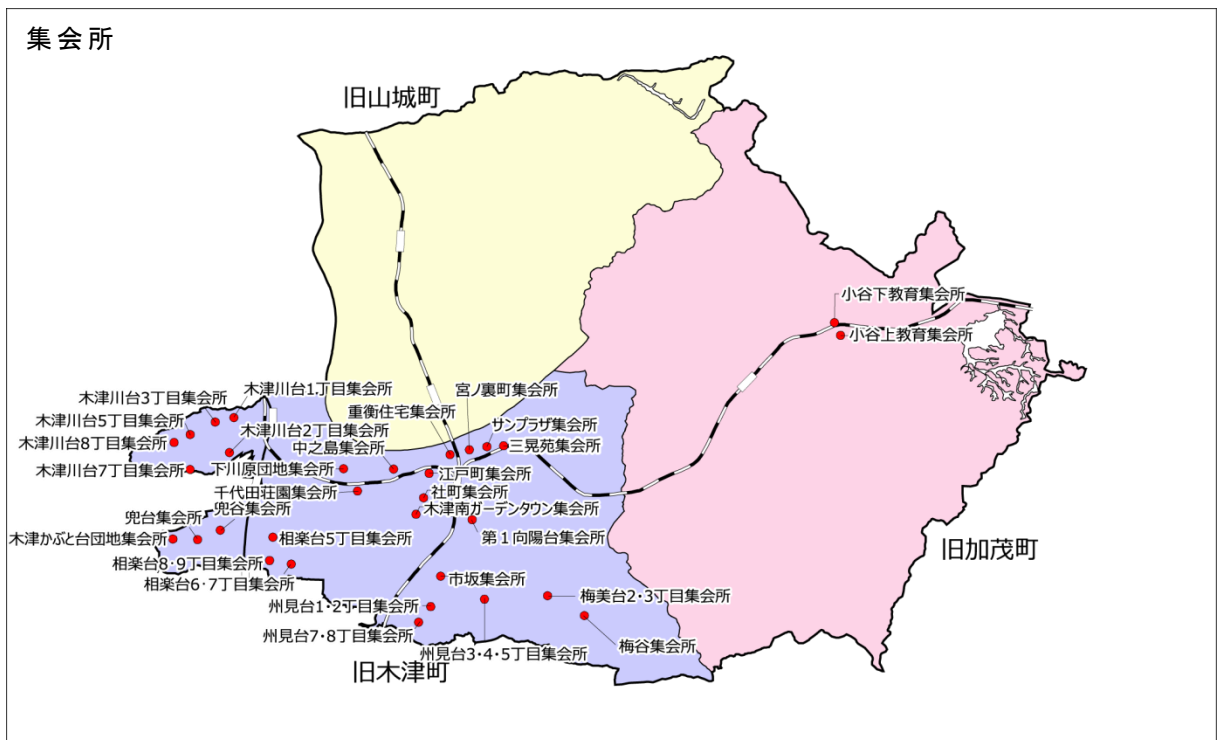 集会所
旧山城町
小谷下教育集会所
小谷上教育集会所
木津川台3丁目集会所
木津川台1丁目集会所
宮ノ裏町集会所
重衡住宅集会所
木津川台5丁目集会所
サンプラザ集会所
木津川台2丁目集会所
木津川台8丁目集会所
中之島集会所
三晃苑集会所
木津川台7丁目集会所
下川原団地集会所
江戸町集会所
千代田荘園集会所
社町集会所
兜谷集会所
木津南ガーデンタウン集会所
兜台集会所
木津かぶと台団地集会所
相楽台5丁目集会所
第1向陽台集会所
旧加茂町
相楽台8・9丁目集会所
相楽台6・7丁目集会所
市坂集会所
梅美台2・3丁目集会所
州見台1・2丁目集会所
州見台7・8丁目集会所
梅谷集会所
州見台3・4・5丁目集会所
旧木津町